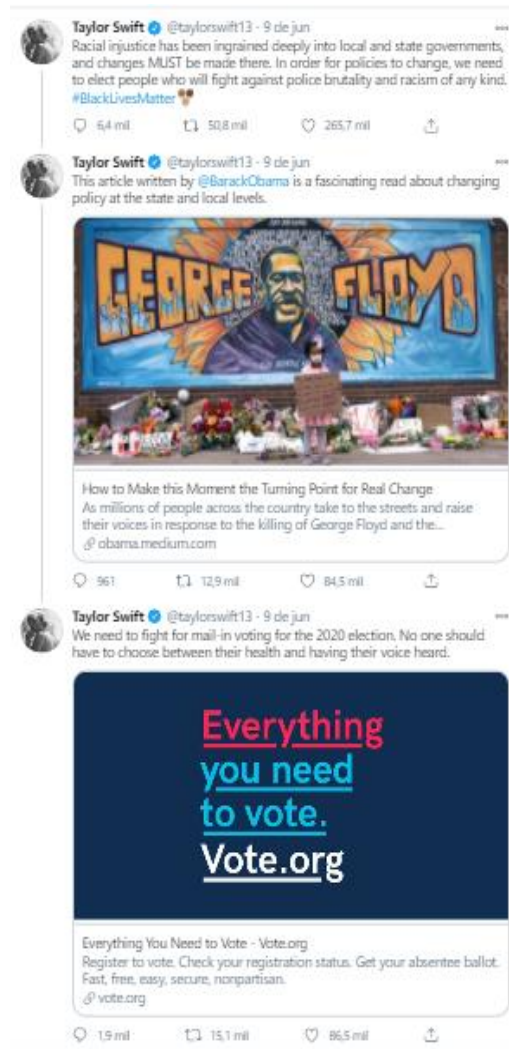 Taylor Swift @taylorswift13 · 9 de jun
Racial injustice has been ingrained deeply into local and state governments,
and changes MUST be made there. In order for policies to change, we need
to elect people who will fight against police brutality and racism of any kind.
#BlackLivesMatter
6,4 mil 50,8 mil 265,7 mil
Taylor Swift @taylorswift13 · 9 de jun
This article written by @BarackObama is a fascinating read about changing
policy at the state and local levels.
GEORGE FLOYD
How to Make this Moment the Turning Point for Real Change
As millions of people across the country take to the streets and raise
their voices in response to the killing of George Floyd and the...
obama.medium.com
961 12,9 mil 84,5 mil
Taylor Swift @taylorswift13 · 9 de jun
We need to fight for mail-in voting for the 2020 election. No one should
have to choose between their health and having their voice heard.
Everything
you need
to vote.
Vote.org
Everything You Need to Vote - Vote.org
Register to vote. Check your registration status. Get your absentee ballot.
Fast, free, easy, secure, nonpartisan.
vote.org
1,9 mil 15,1 mil 86,5 mil